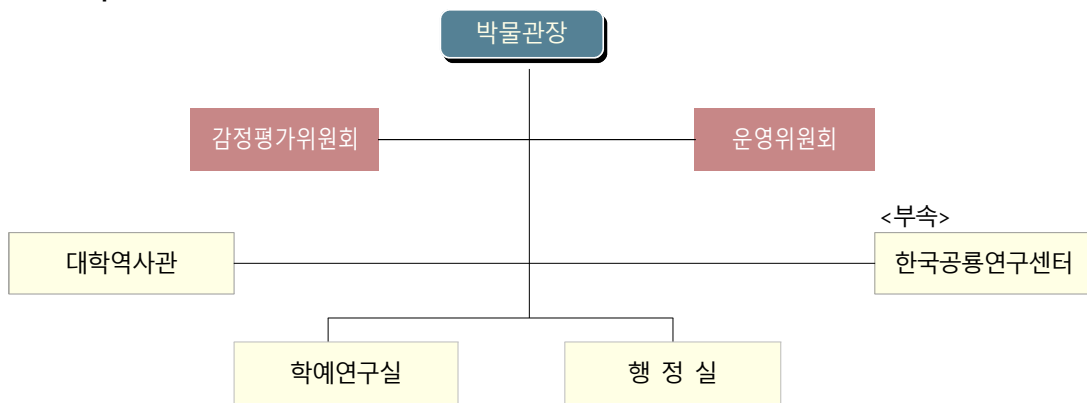 박물관장
감정평가위원회
운영위원회
<부속>
대학역사관
한국공룡연구센터
학예연구실
행 정 실